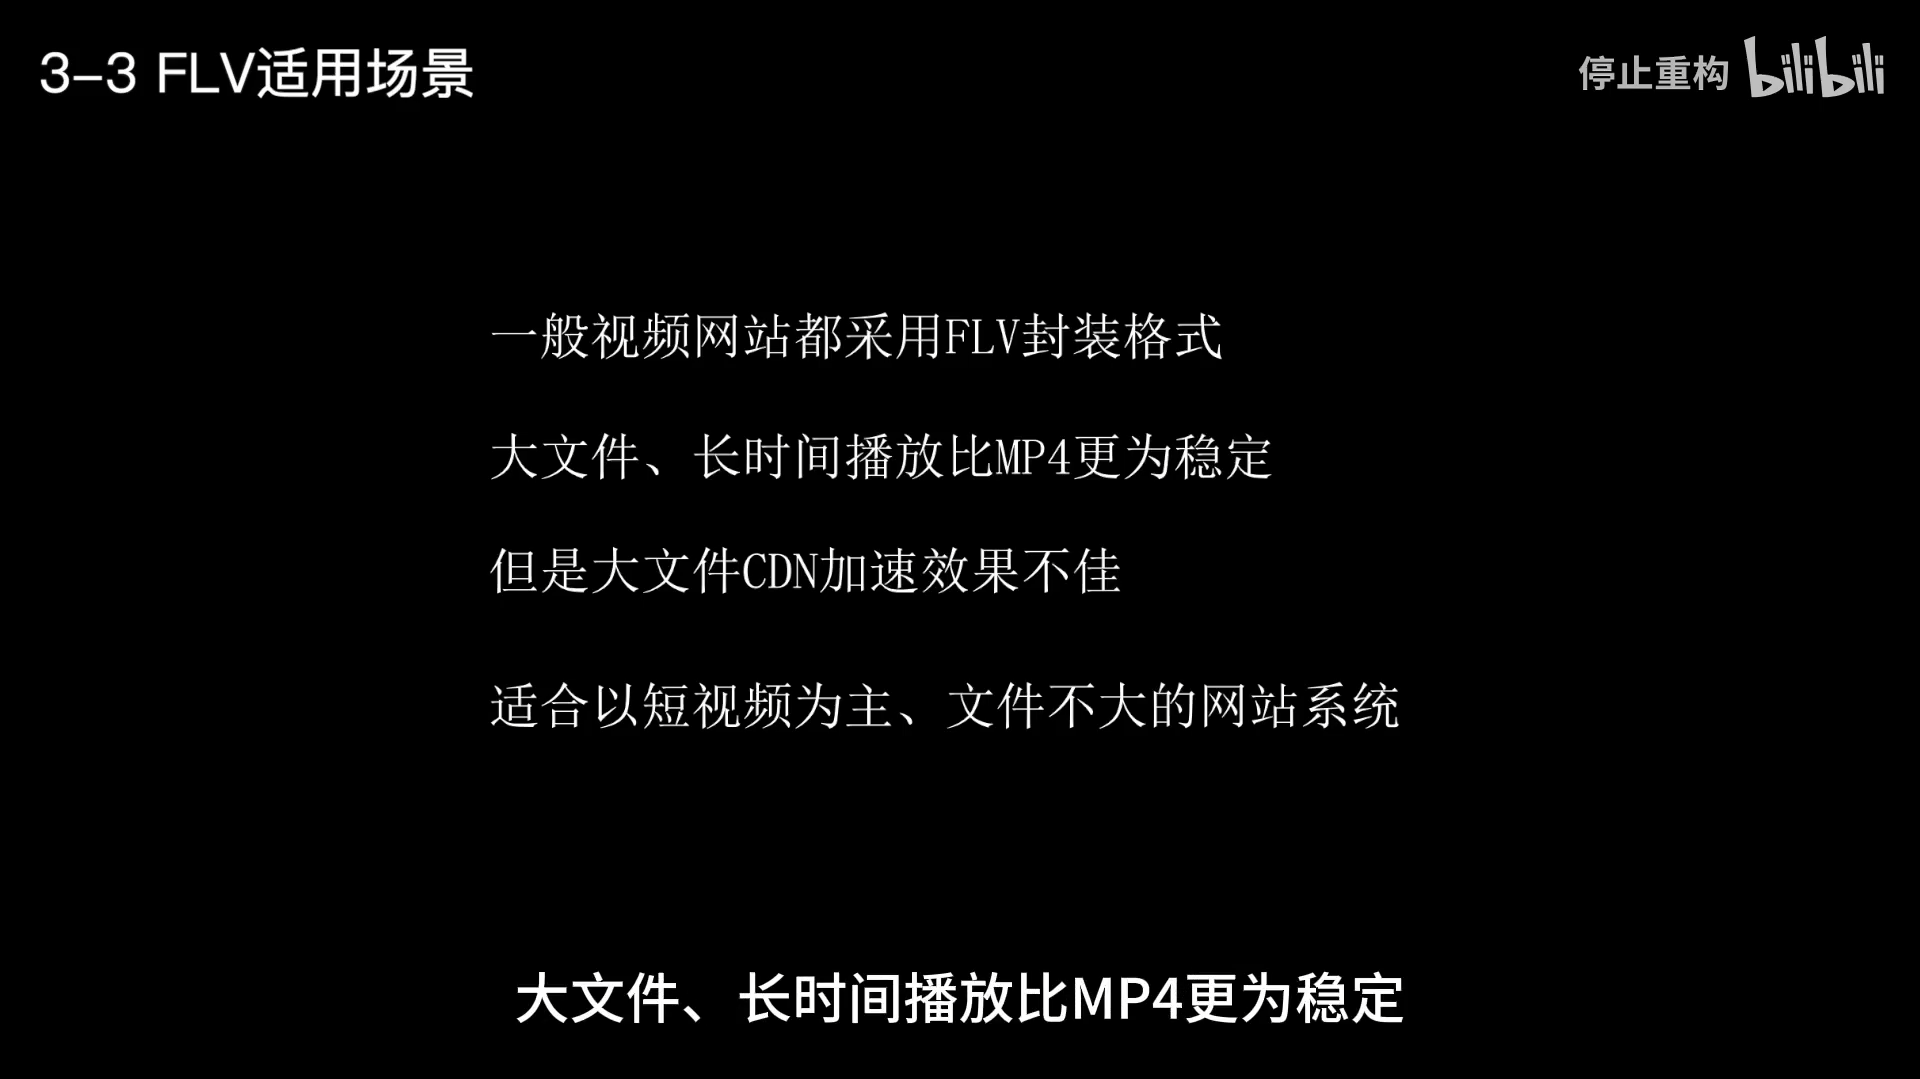 3-3 FLV适用场景
停止重构 bilibili
一般视频网站都采用FLV封装格式
大文件、长时间播放比MP4更为稳定
但是大文件CDN加速效果不佳
适合以短视频为主、文件不大的网站系统
大文件、长时间播放比MP4更为稳定